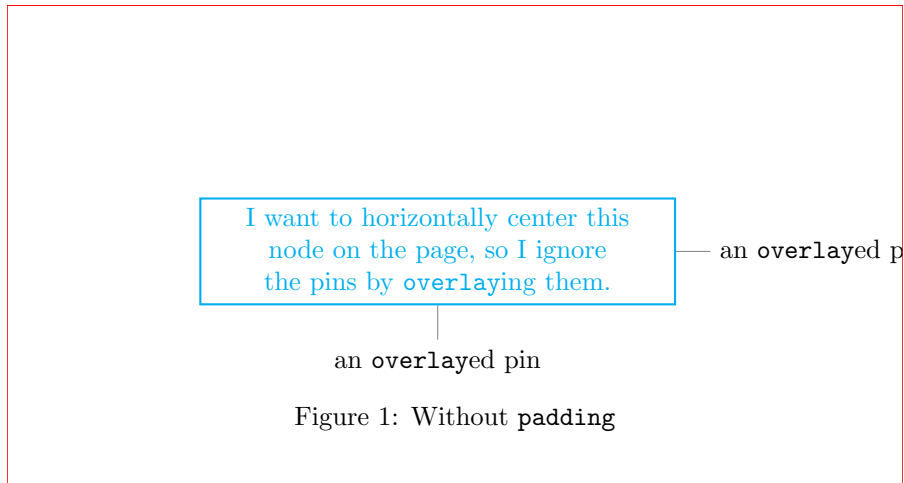 I want to horizontally center this
node on the page, so I ignore
the pins by overlaying them.
an overlayed p
an overlayed pin
Figure 1: Without padding